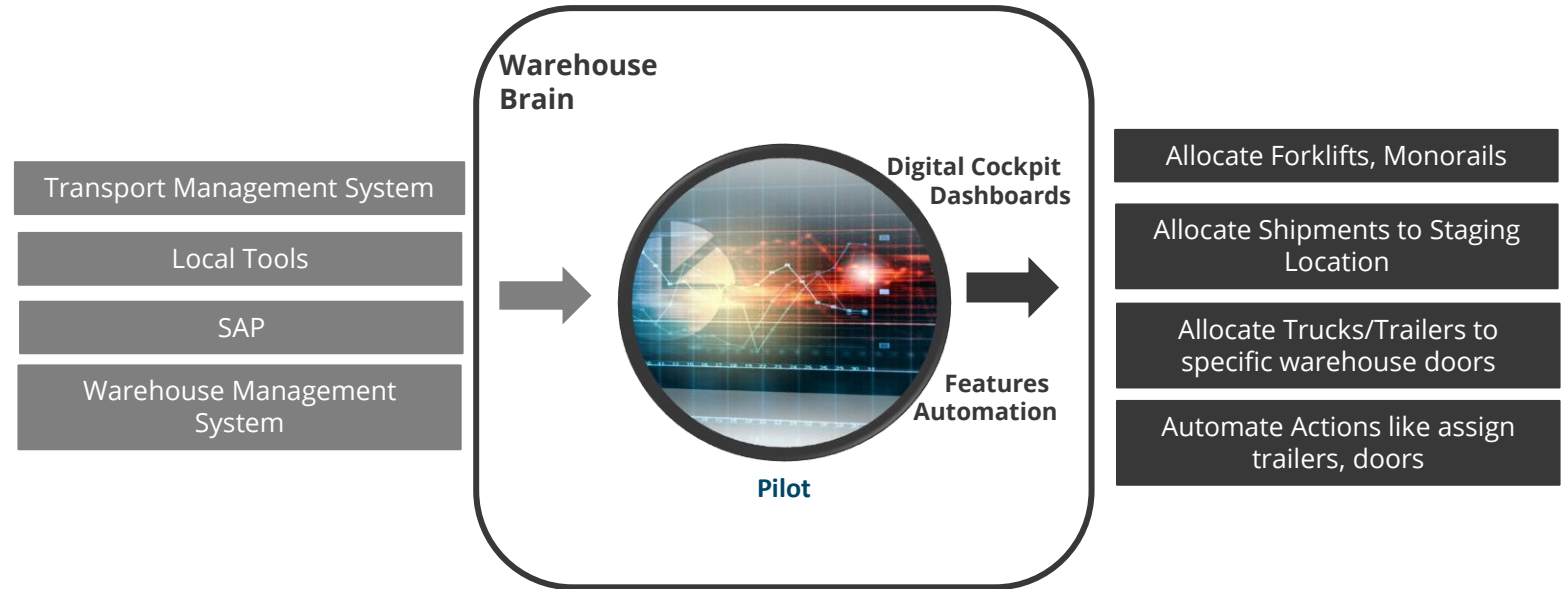 Warehouse
Brain
Transport Management System
Local Tools
SAP
Warehouse Management
System
Digital Cockpit
Dashboards
Features
Automation
Pilot
Allocate Forklifts, Monorails
Allocate Shipments to Staging
Location
Allocate Trucks/Trailers to
specific warehouse doors
Automate Actions like assign
trailers, doors